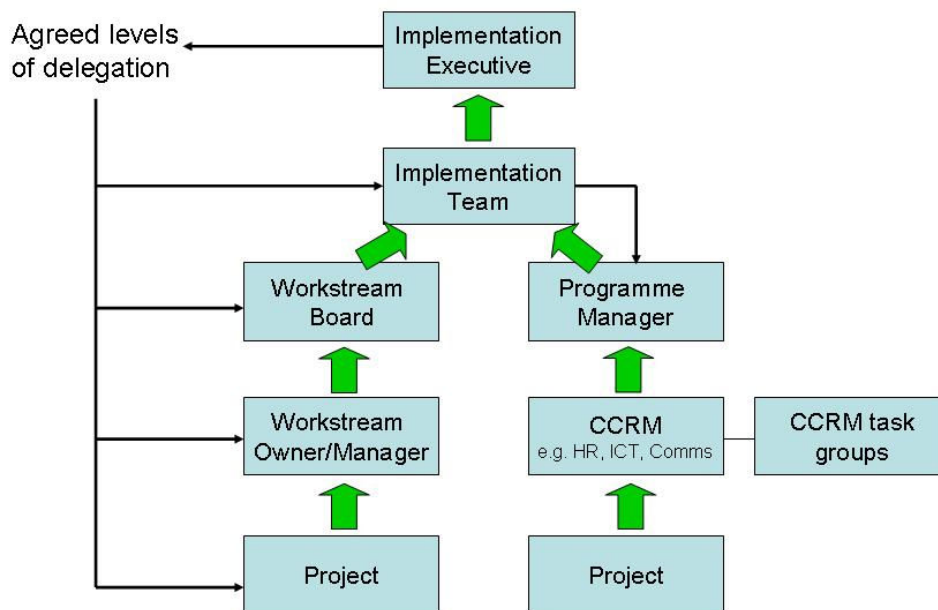 Agreed levels
of delegation
Implementation
Executive
Implementation
Team
Workstream
Board
Programme
Manager
Workstream
Owner/Manager
CCRM
e.g. HR, ICT, Comms
CCRM task
groups
Project
Project